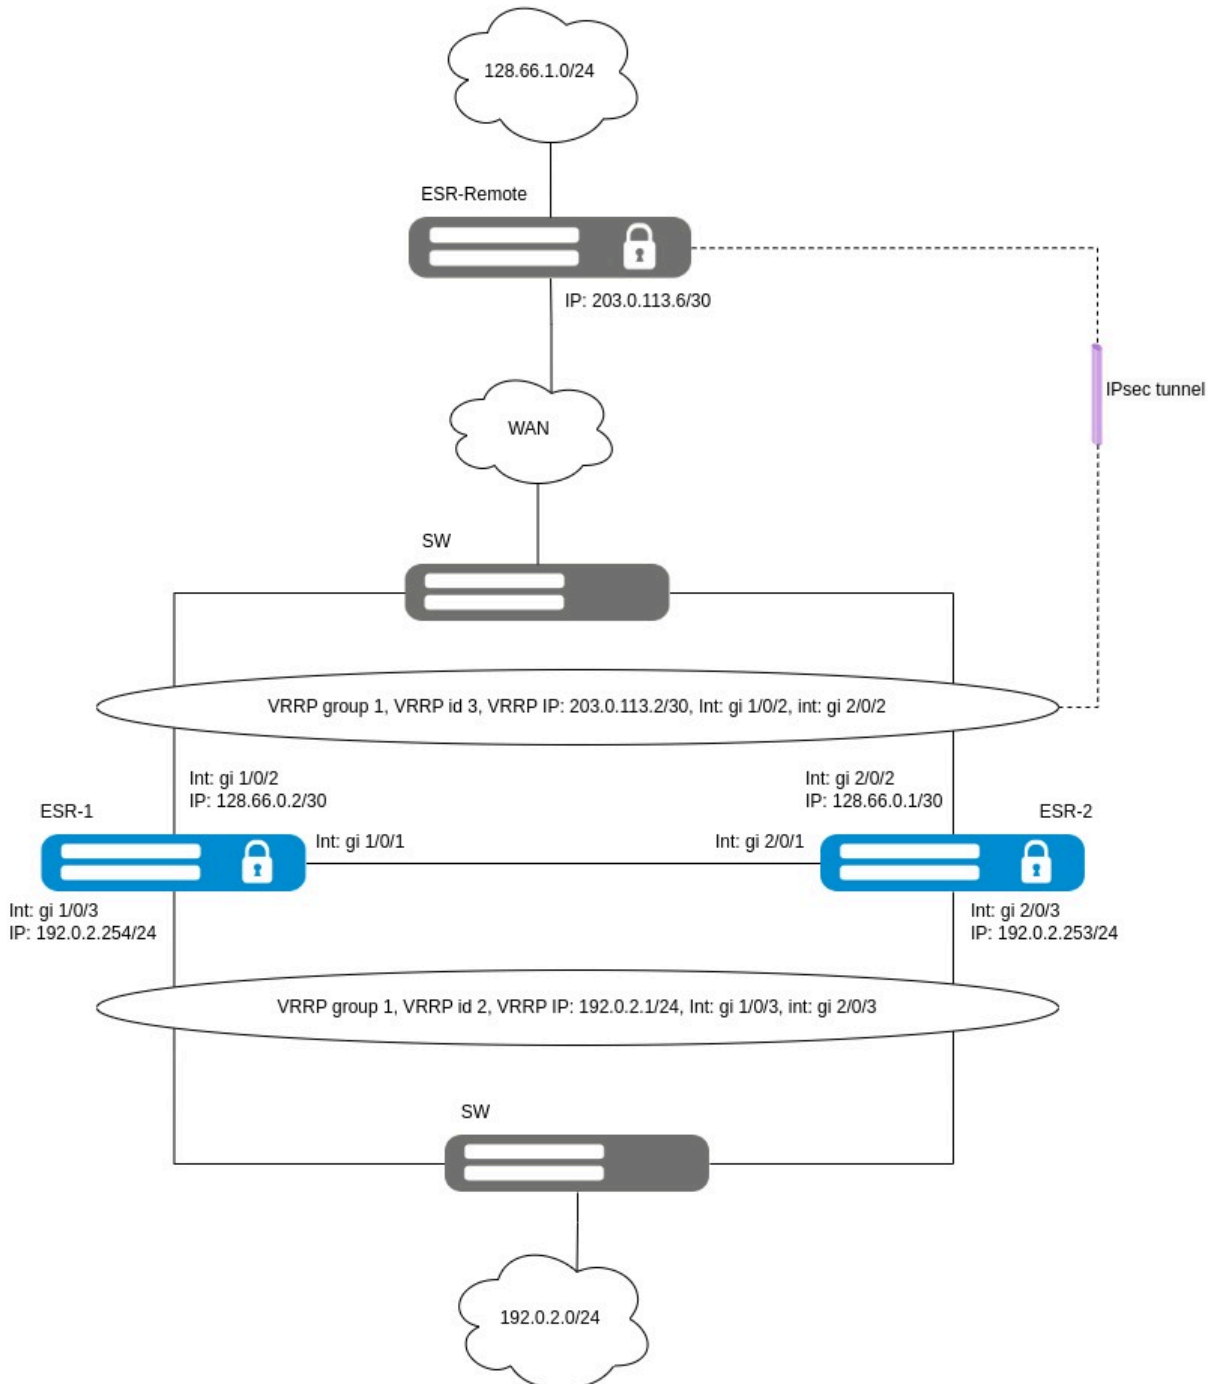 128.66.1.0/24
ESR-Remote
IP: 203.0.113.6/30
IPsec tunnel
WAN
SW
VRRP group 1, VRRP id 3, VRRP IP: 203.0.113.2/30, Int: gi 1/0/2, int: gi 2/0/2
Int: gi 1/0/2
IP: 128.66.0.2/30
Int: gi 2/0/2
IP: 128.66.0.1/30
ESR-1
ESR-2
Int: gi 1/0/1
Int: gi 2/0/1
Int: gi 1/0/3
IP: 192.0.2.254/24
Int: gi 2/0/3
IP: 192.0.2.253/24
VRRP group 1, VRRP id 2, VRRP IP: 192.0.2.1/24, Int: gi 1/0/3, int: gi 2/0/3
SW
192.0.2.0/24